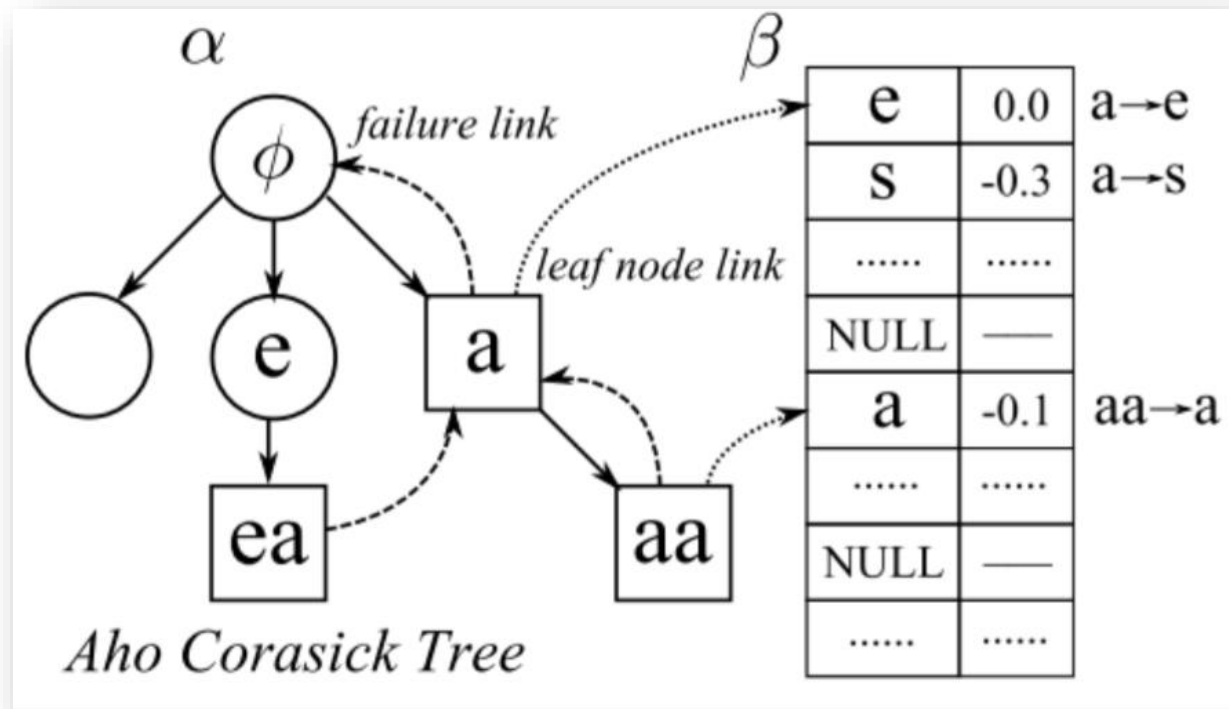 α
β
ϕ
failure link
e 0.0 a→e
s -0.3 a→s
leaf node link
...... ......
NULL —
e
a
a -0.1 aa→a
...... ......
ea
aa
NULL —
...... ......
Aho Corasick Tree